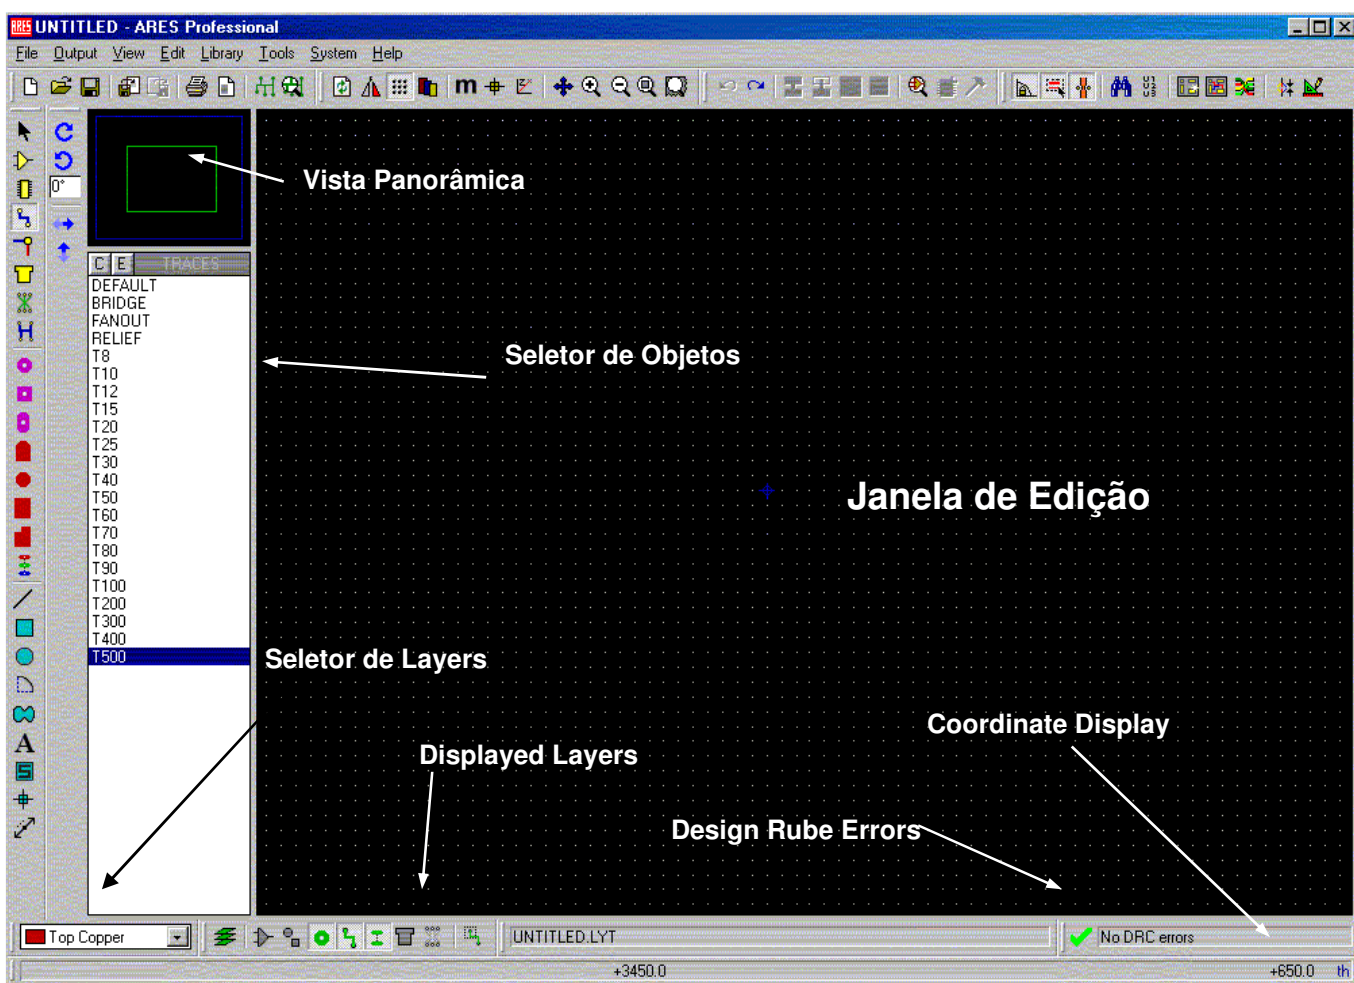 ARES UNTITLED - ARES Professional
File Output View Edit Library Tools System Help
0°
Vista Panorâmica
C E TRACES
DEFAULT
BRIDGE
FANOUT
RELIEF
T8
T10
T12
T15
T20
T25
T30
T40
T50
T60
T70
T80
T90
T100
T200
T300
T400
T500
Seletor de Objetos
Janela de Edição
Seletor de Layers
Coordinate Display
Displayed Layers
Design Rube Errors
Top Copper
UNTITLED.LYT
No DRC errors
+3450.0
+650.0 th